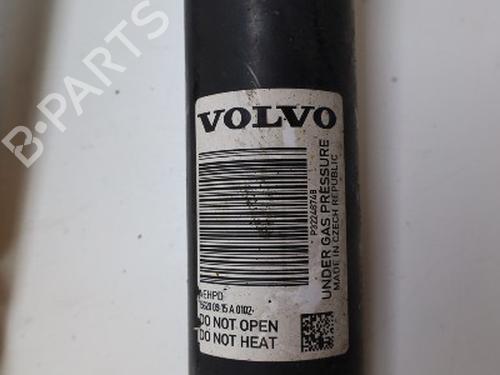 B-PARTS
VOLVO
UNDER GAS PRESSURE
MADE IN CZECH REPUBLIC
P32246748
DO NOT OPEN
DO NOT HEAT